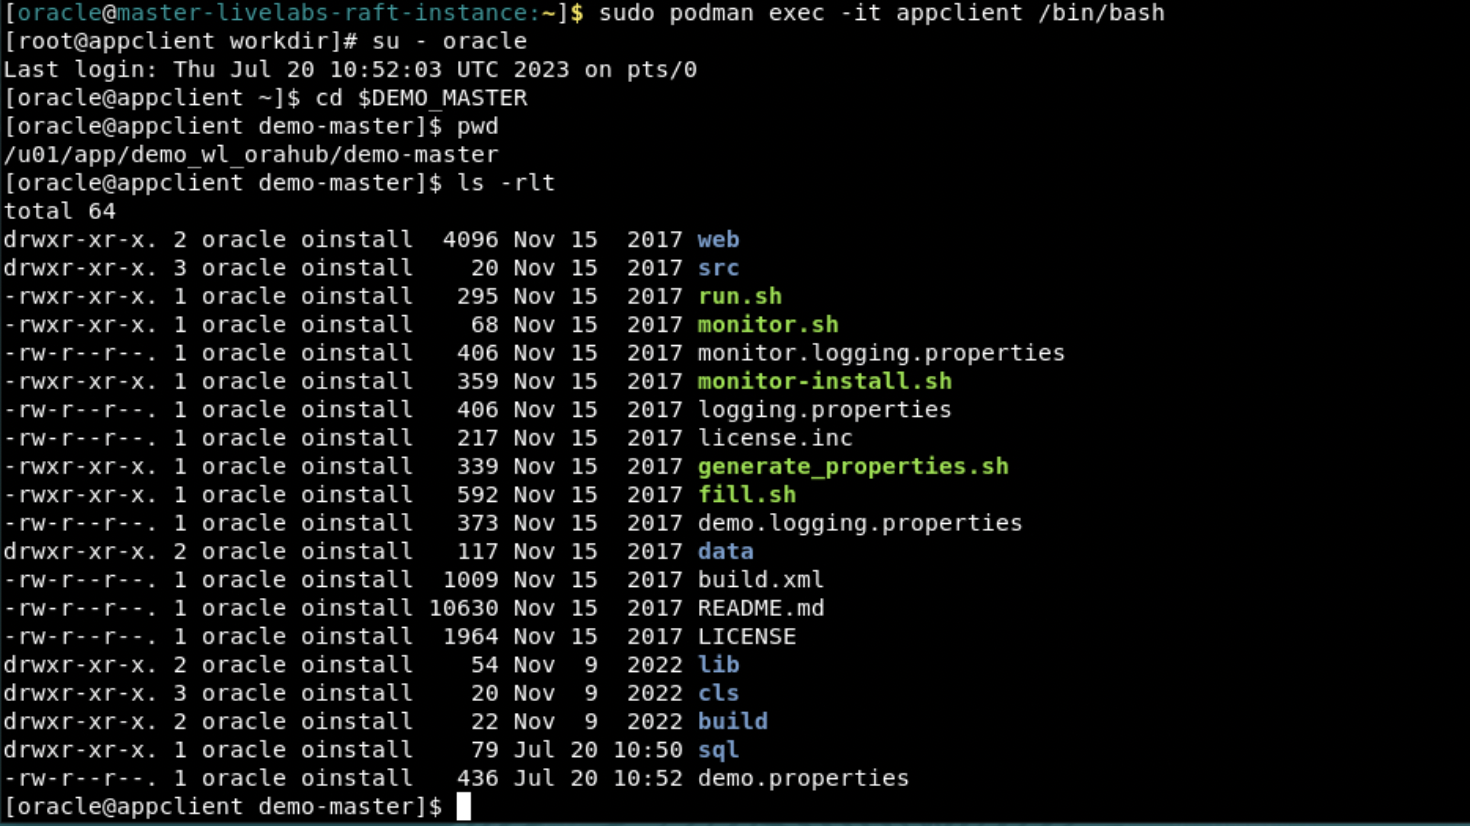 [oracle@master-livelabs-raft-instance:~]$ sudo podman exec -it appclient /bin/bash
[root@appclient workdir]# su - oracle
Last login: Thu Jul 20 10:52:03 UTC 2023 on pts/0
[oracle@appclient ~]$ cd $DEMO_MASTER
[oracle@appclient demo-master]$ pwd
/u01/app/demo_wl_orahub/demo-master
[oracle@appclient demo-master]$ ls -rlt
total 64
drwxr-xr-x. 2 oracle oinstall  4096 Nov 15  2017 web
drwxr-xr-x. 3 oracle oinstall    20 Nov 15  2017 src
-rwxr-xr-x. 1 oracle oinstall   295 Nov 15  2017 run.sh
-rwxr-xr-x. 1 oracle oinstall    68 Nov 15  2017 monitor.sh
-rw-r--r--. 1 oracle oinstall   406 Nov 15  2017 monitor.logging.properties
-rwxr-xr-x. 1 oracle oinstall   359 Nov 15  2017 monitor-install.sh
-rw-r--r--. 1 oracle oinstall   406 Nov 15  2017 logging.properties
-rw-r--r--. 1 oracle oinstall   217 Nov 15  2017 license.inc
-rwxr-xr-x. 1 oracle oinstall   339 Nov 15  2017 generate_properties.sh
-rwxr-xr-x. 1 oracle oinstall   592 Nov 15  2017 fill.sh
-rw-r--r--. 1 oracle oinstall   373 Nov 15  2017 demo.logging.properties
drwxr-xr-x. 2 oracle oinstall   117 Nov 15  2017 data
-rw-r--r--. 1 oracle oinstall  1009 Nov 15  2017 build.xml
-rw-r--r--. 1 oracle oinstall 10630 Nov 15  2017 README.md
-rw-r--r--. 1 oracle oinstall  1964 Nov 15  2017 LICENSE
drwxr-xr-x. 2 oracle oinstall    54 Nov  9  2022 lib
drwxr-xr-x. 3 oracle oinstall    20 Nov  9  2022 cls
drwxr-xr-x. 2 oracle oinstall    22 Nov  9  2022 build
drwxr-xr-x. 1 oracle oinstall    79 Jul 20 10:50 sql
-rw-r--r--. 1 oracle oinstall   436 Jul 20 10:52 demo.properties
[oracle@appclient demo-master]$